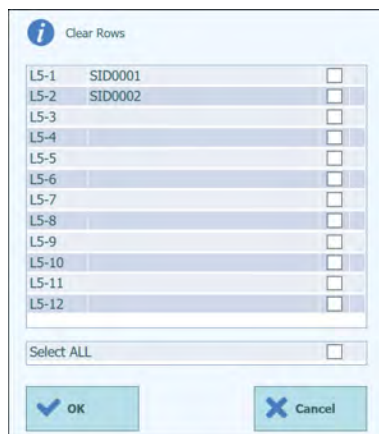 Clear Rows
L5-1 SID0001
L5-2 SID0002
L5-3
L5-4
L5-5
L5-6
L5-7
L5-8
L5-9
L5-10
L5-11
L5-12
Select ALL
OK Cancel